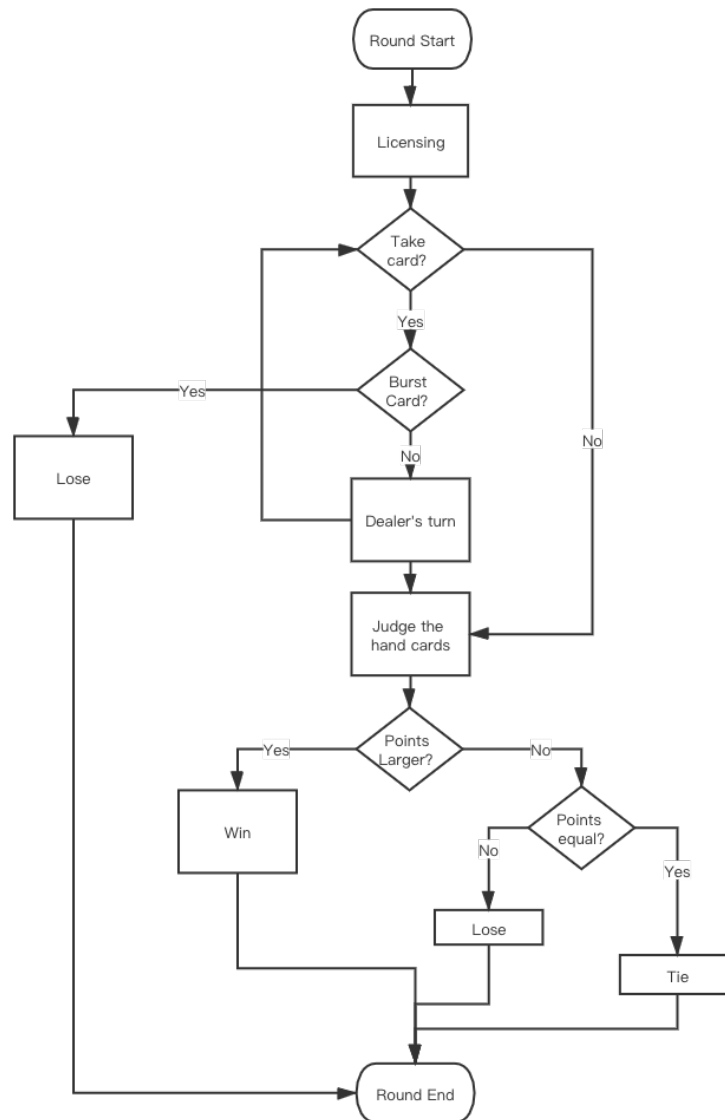 Round Start
Licensing
Take
card?
Yes
Burst
Card?
Yes
No
No
Lose
Dealer's turn
Judge the
hand cards
Points
Larger?
Yes
No
Win
Points
equal?
No
Yes
Lose
Tie
Round End